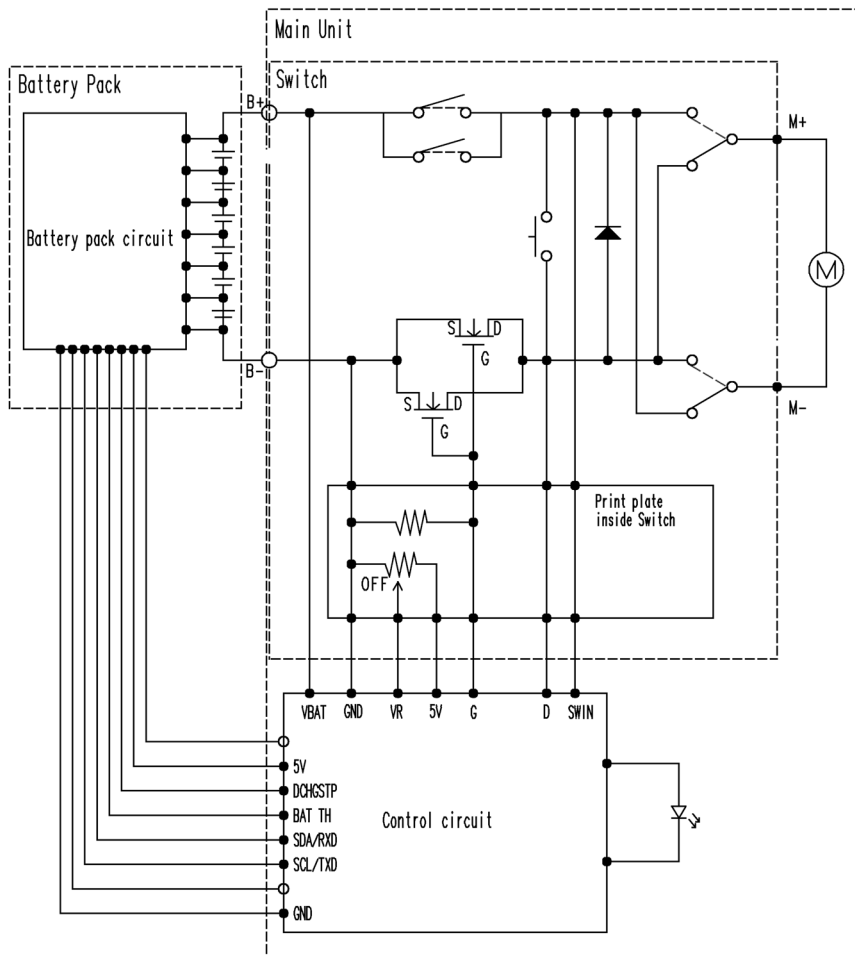 Main Unit
Battery Pack
Switch
B+
M+
Battery pack circuit
M
S D
G
B-
S D
G
M-
Print plate
inside Switch
OFF
VBAT GND VR 5V G D SWIN
5V
DCHGSTP
BAT TH
Control circuit
SDA/RXD
SCL/TXD
GND